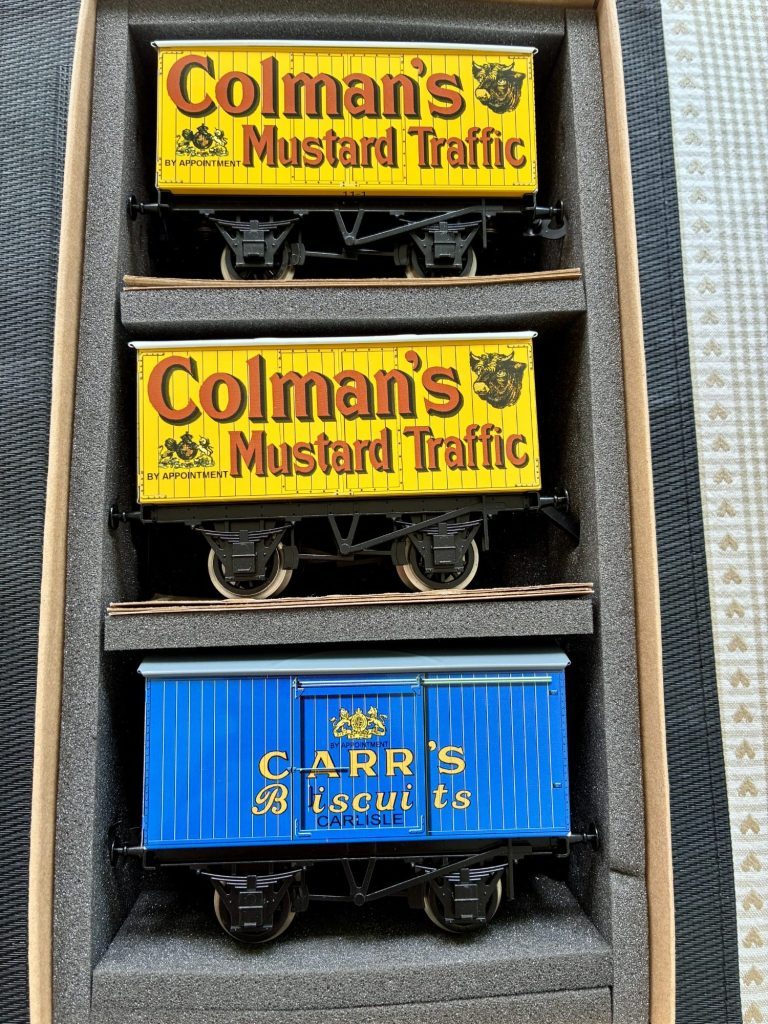 Colman's
Mustard Traffic
BY APPOINTMENT
Colman's
Mustard Traffic
BY APPOINTMENT
BY APPOINTMENT
CARR'S
Biscuits
CARLISLE